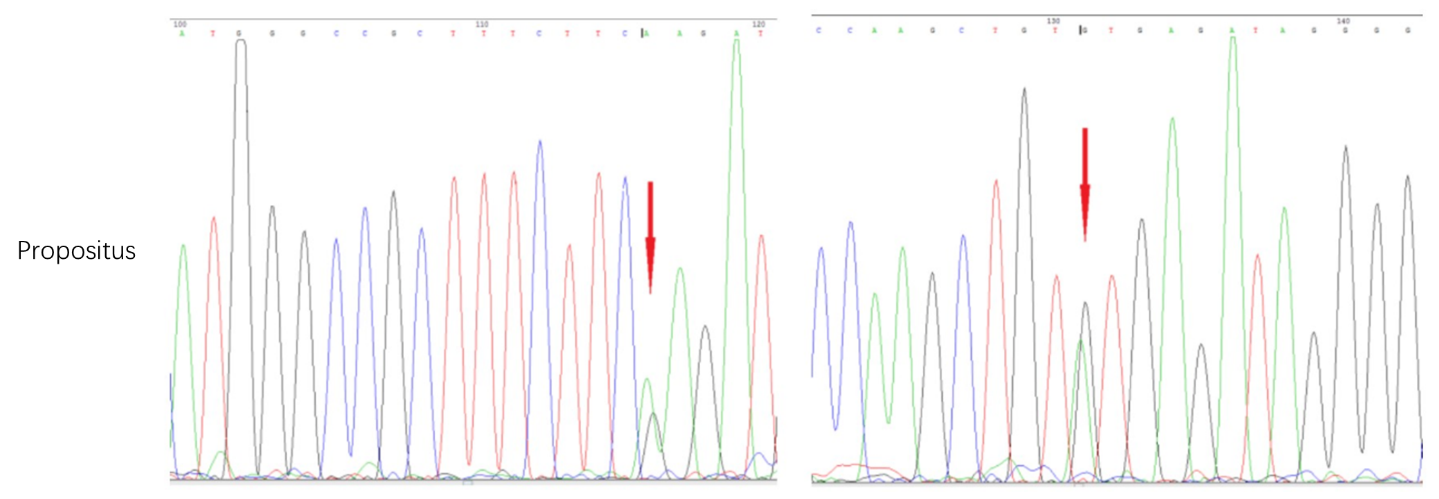 100 110 120
A T G G G C C G C T T T C T T C A A G A T
130 140
C C A A G C T G T G T G A G A T A G G G G
Propositus